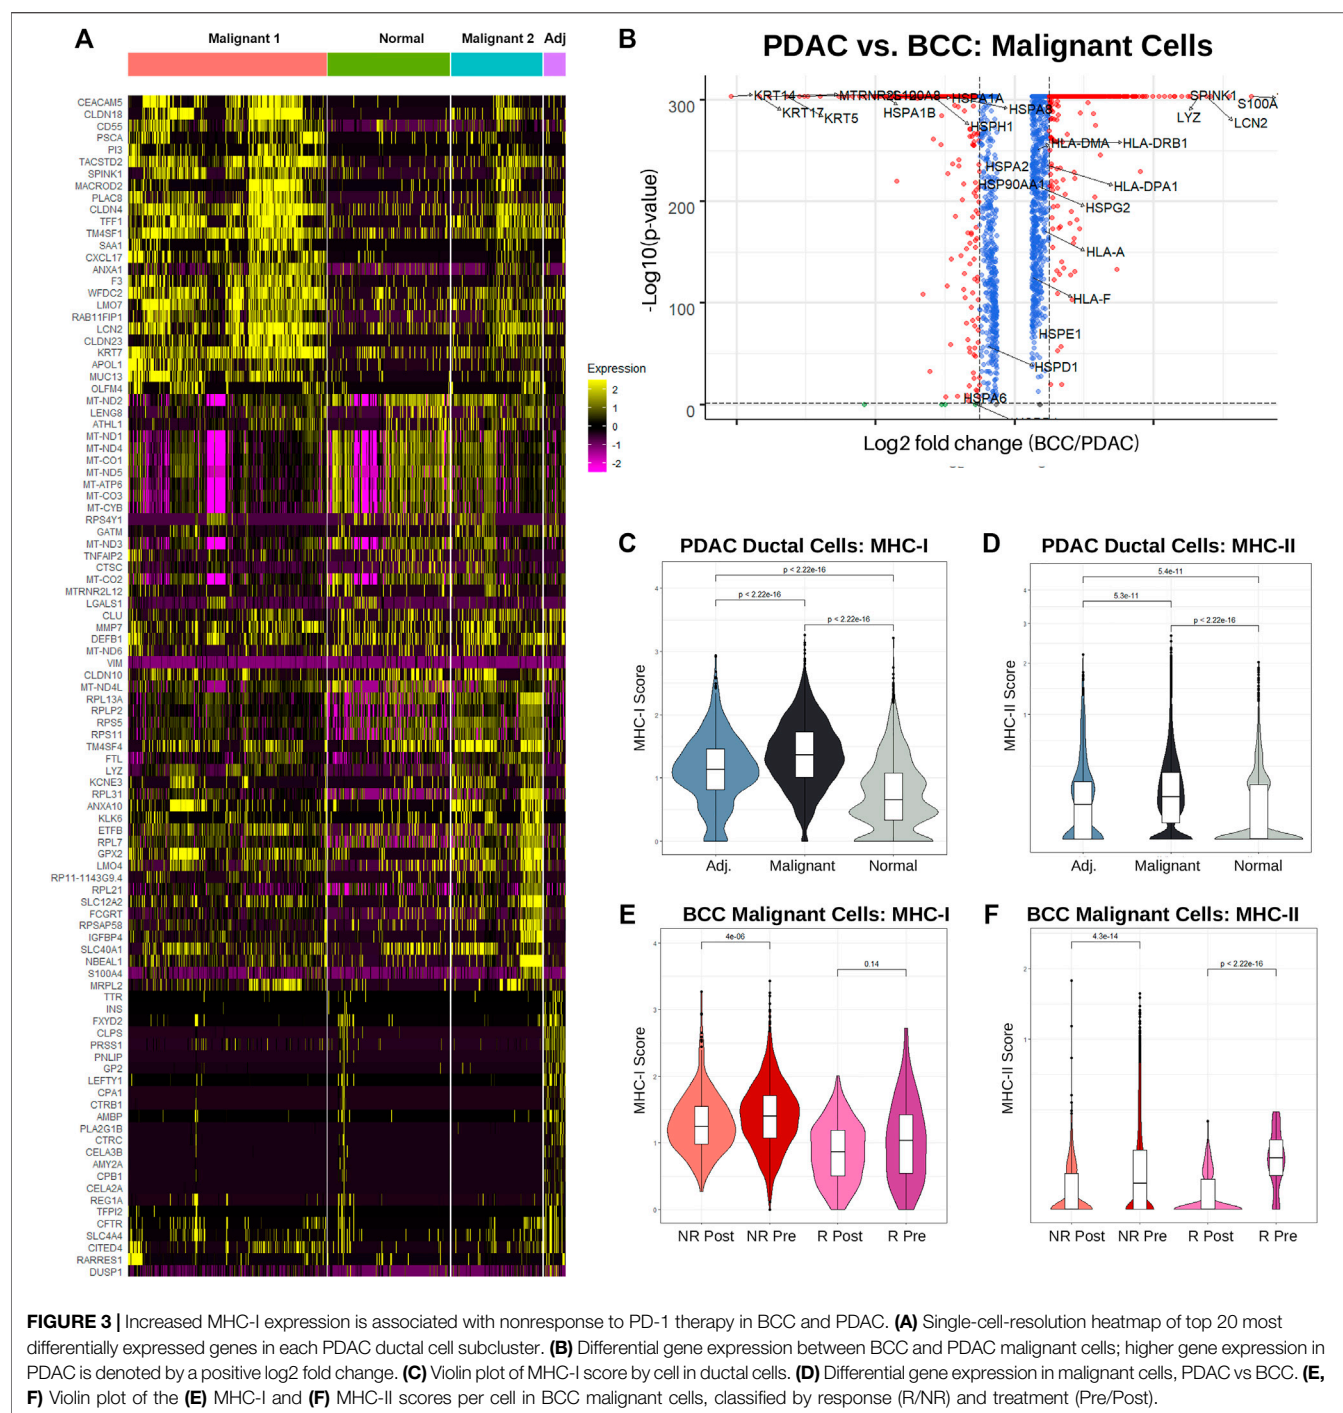 A
Malignant 1
Normal
Malignant 2
Adj
CEACAM5
CLDN18
CD55
PSCA
PI3
TACSTD2
SPINK1
MACROD2
PLAC8
CLDN4
TFF1
TM4SF1
SAA1
CXCL17
ANXA1
F3
WFDC2
LMO7
RAB11FIP1
LCN2
CLDN23
KRT7
APOL1
MUC13
OLFM4
MT-ND2
LENG8
ATHL1
MT-ND1
MT-ND4
MT-CO1
MT-ND5
MT-ATP6
MT-CO3
MT-CYB
RPS4Y1
GATM
MT-ND3
TNFAIP2
CTSC
MT-CO2
MTRNR2L12
LGALS1
CLU
MMP7
DEFB1
MT-ND6
VIM
CLDN10
MT-ND4L
RPL13A
RPLP2
RPS5
RPS11
TM4SF4
FTL
LYZ
KCNE3
RPL31
ANXA10
KLK6
ETFB
RPL7
GPX2
LMO4
RP11-1143G9.4
RPL21
SLC12A2
FCGRT
RPSAP58
IGFBP4
SLC40A1
NBEAL1
S100A4
MRPL2
TTR
INS
FXYD2
CLPS
PRSS1
PNLIP
GP2
LEFTY1
CPA1
CTRB1
AMBP
PLA2G1B
CTRC
CELA3B
AMY2A
CPB1
CELA2A
REG1A
TFPI2
CFTR
SLC4A4
CITED4
RARRES1
DUSP1
Expression
2
1
0
-1
-2
B
PDAC vs. BCC: Malignant Cells
-Log10(p-value)
300
200
100
0
KRT14
KRT17
KRT5
HSPA1B
HSPA1A
HSPH1
SPINK1
S100A
LYZ
LCN2
HLA-DMA
HLA-DRB1
HSPA2
HSP90AA1
HLA-DPA1
HSPG2
HLA-A
HLA-F
HSPE1
HSPD1
HSPA6
Log2 fold change (BCC/PDAC)
C
PDAC Ductal Cells: MHC-I
MHC-I Score
4
3
2
1
0
p < 2.22e-16
p < 2.22e-16
p < 2.22e-16
Adj.
Malignant
Normal
D
PDAC Ductal Cells: MHC-II
MHC-II Score
4
3
2
1
5.4e-11
5.3e-11
p < 2.22e-16
Adj.
Malignant
Normal
E
BCC Malignant Cells: MHC-I
MHC-I Score
4
3
2
1
0
4e-06
0.14
NR Post
NR Pre
R Post
R Pre
F
BCC Malignant Cells: MHC-II
MHC-II Score
2
1
4.3e-14
p < 2.22e-16
NR Post
NR Pre
R Post
R Pre
FIGURE 3 | Increased MHC-I expression is associated with nonresponse to PD-1 therapy in BCC and PDAC. (A) Single-cell-resolution heatmap of top 20 most
differentially expressed genes in each PDAC ductal cell subcluster. (B) Differential gene expression between BCC and PDAC malignant cells; higher gene expression in
PDAC is denoted by a positive log2 fold change. (C) Violin plot of MHC-I score by cell in ductal cells. (D) Differential gene expression in malignant cells, PDAC vs BCC. (E,
F) Violin plot of the (E) MHC-I and (F) MHC-II scores per cell in BCC malignant cells, classified by response (R/NR) and treatment (Pre/Post).